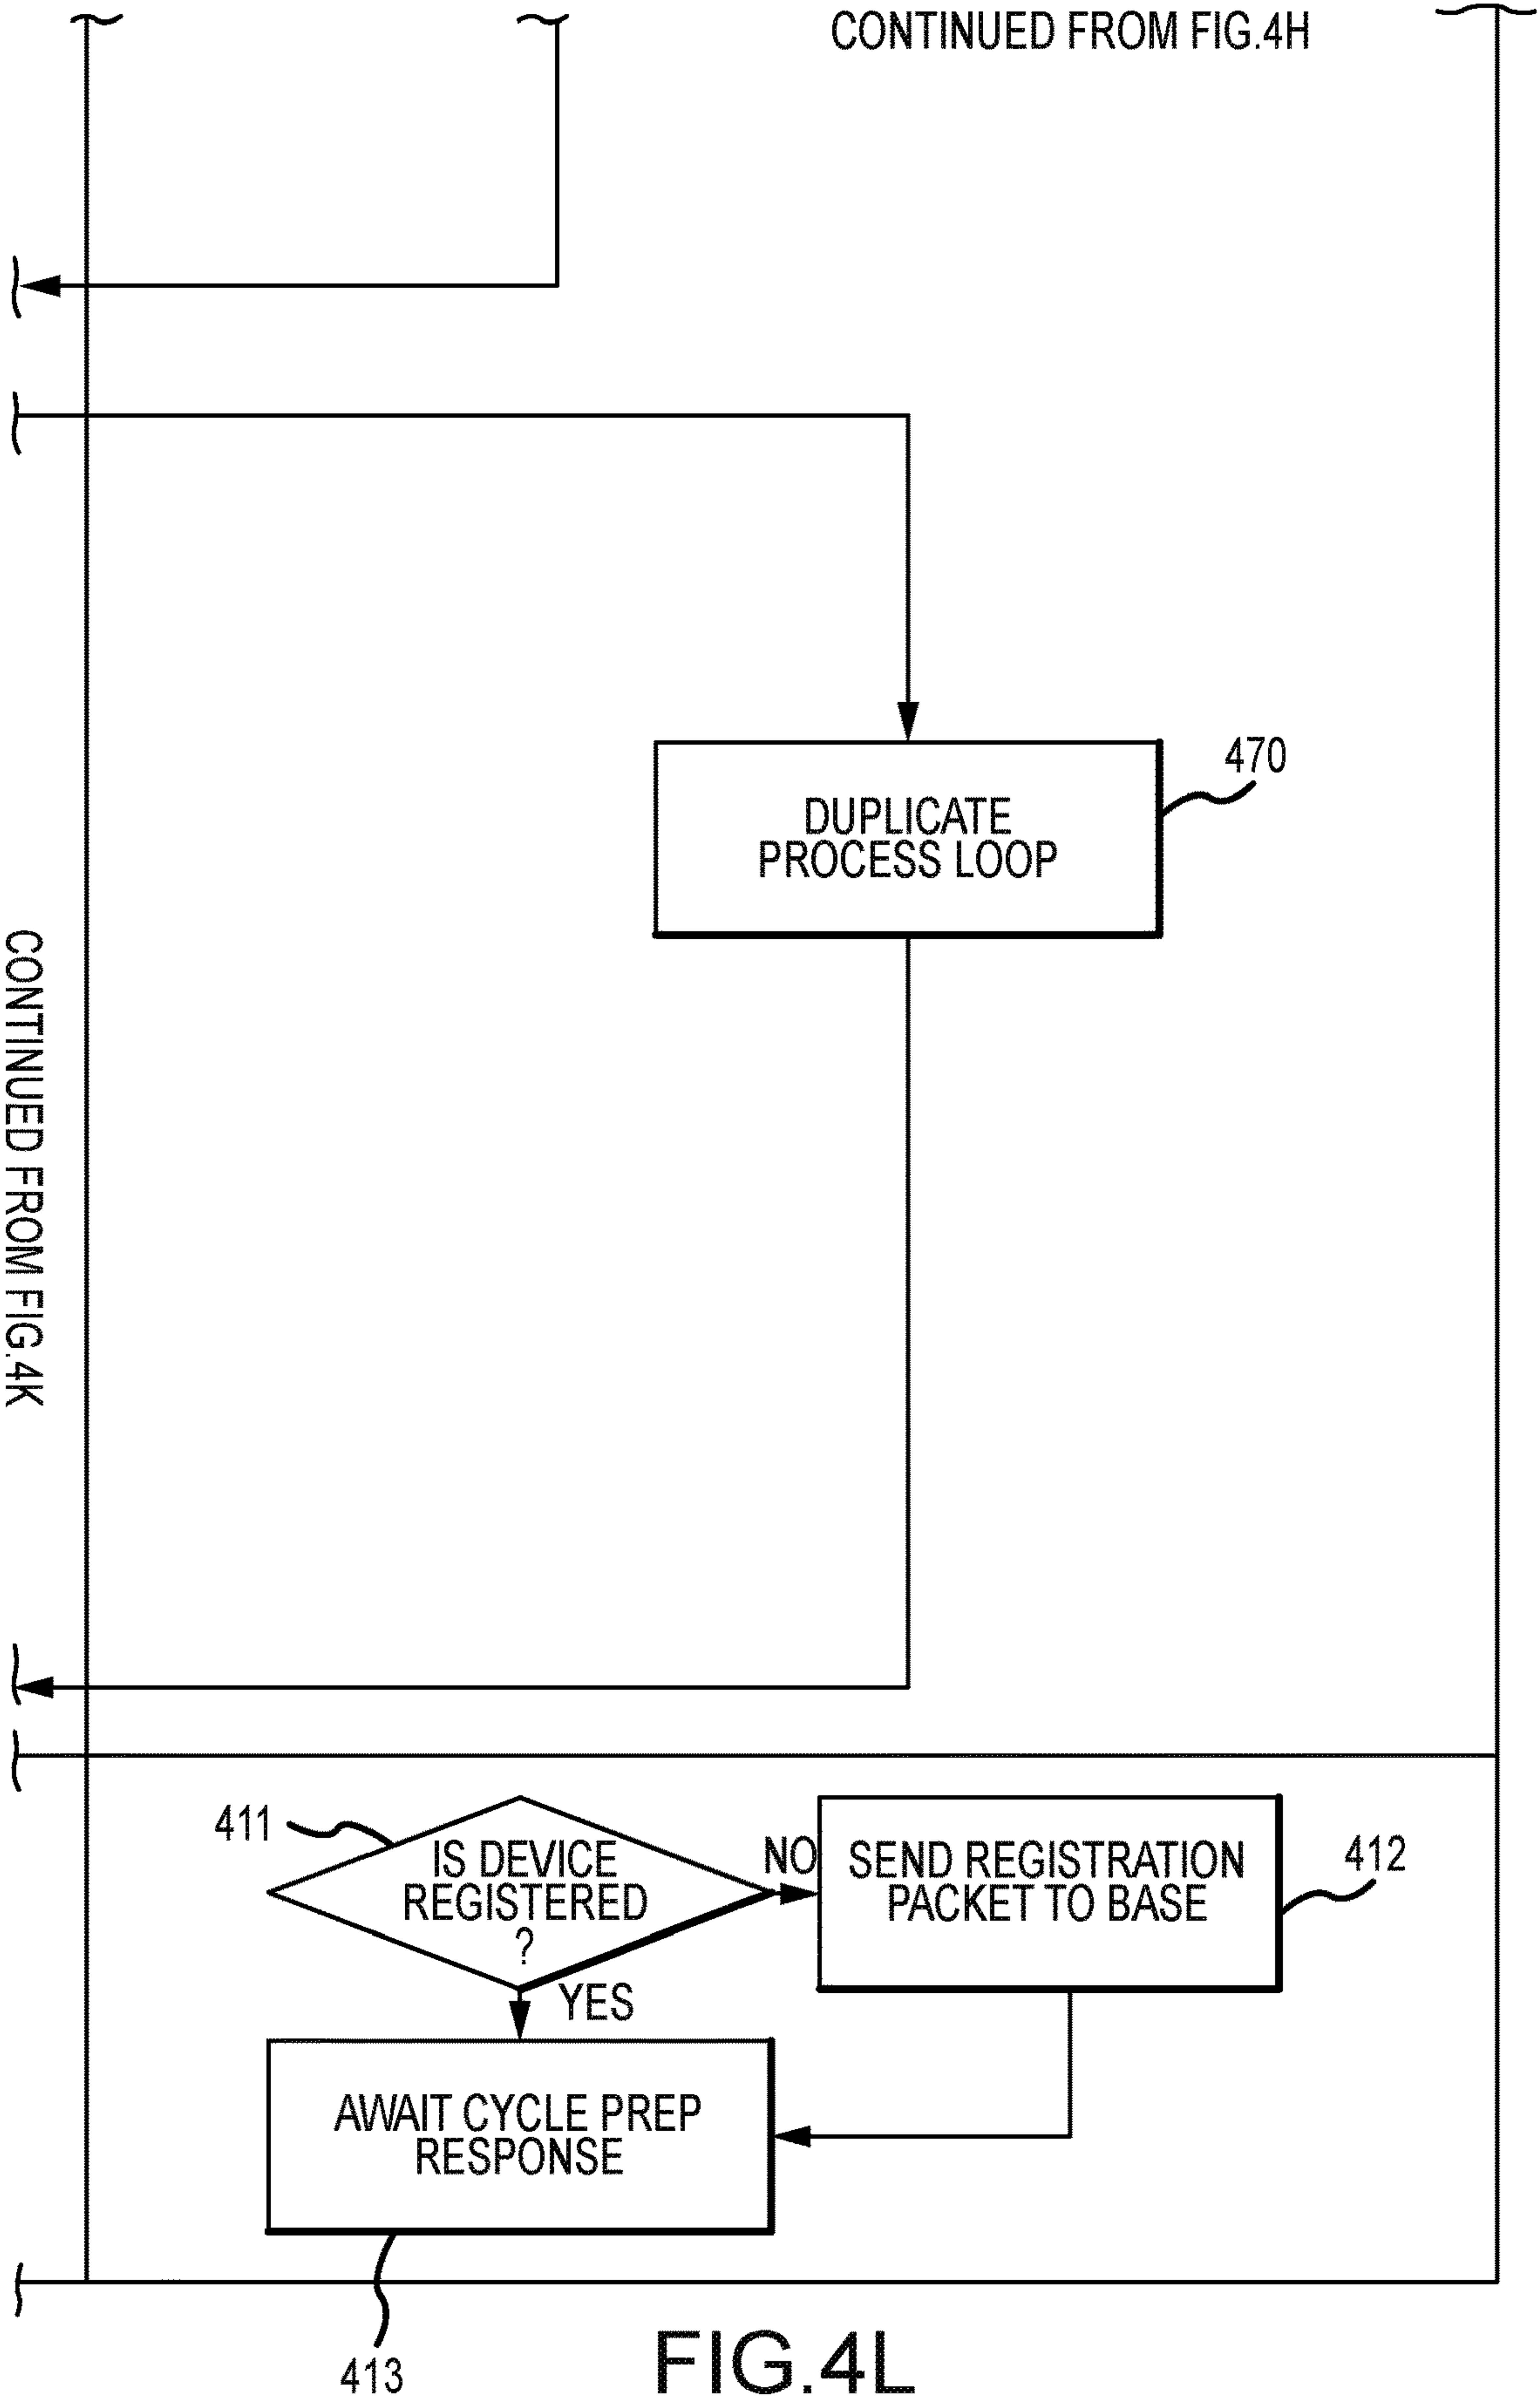 CONTINUED FROM FIG.4H
470
DUPLICATE
PROCESS LOOP
CONTINUED FROM FIG.4K
411
IS DEVICE
REGISTERED
?
NO
SEND REGISTRATION
PACKET TO BASE
412
YES
AWAIT CYCLE PREP
RESPONSE
413
FIG.4L